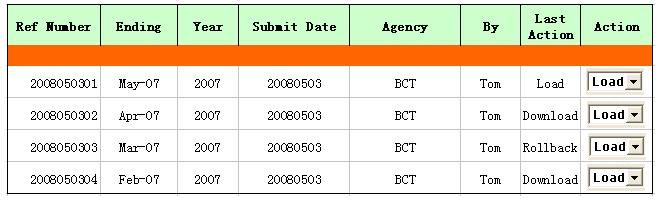 Ref Number Ending Year Submit Date Agency By Last Action Action
2008050301 May-07 2007 20080503 BCT Tom Load Load
2008050302 Apr-07 2007 20080503 BCT Tom Download Load
2008050303 Mar-07 2007 20080503 BCT Tom Rollback Load
2008050304 Feb-07 2007 20080503 BCT Tom Download Load